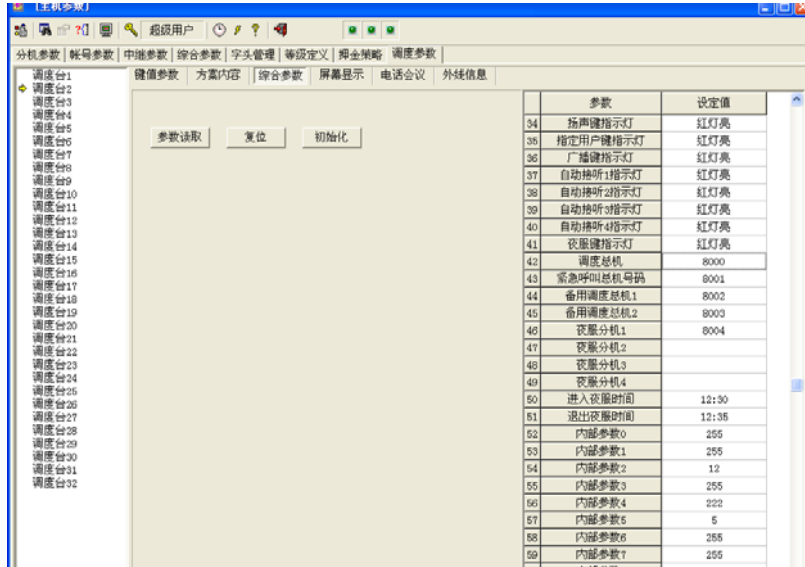 [主机参数]
超级用户
分机参数 帐号参数 中继参数 综合参数 字头管理 等级定义 押金策略 调度参数
键值参数 方案内容 综合参数 屏幕显示 电话会议 外线信息
调度台1
调度台2
调度台3
调度台4
调度台5
调度台6
调度台7
调度台8
调度台9
调度台10
调度台11
调度台12
调度台13
调度台14
调度台15
调度台16
调度台17
调度台18
调度台19
调度台20
调度台21
调度台22
调度台23
调度台24
调度台25
调度台26
调度台27
调度台28
调度台29
调度台30
调度台31
调度台32
参数读取 复位 初始化
参数 设定值
34 扬声键指示灯 红灯亮
35 指定用户键指示灯 红灯亮
36 广播键指示灯 红灯亮
37 自动接听1指示灯 红灯亮
38 自动接听2指示灯 红灯亮
39 自动接听3指示灯 红灯亮
40 自动接听4指示灯 红灯亮
41 夜服键指示灯 红灯亮
42 调度总机 8000
43 紧急呼叫总机号码 8001
44 备用调度总机1 8002
45 备用调度总机2 8003
46 夜服分机1 8004
47 夜服分机2
48 夜服分机3
49 夜服分机4
50 进入夜服时间 12:30
51 退出夜服时间 12:35
52 内部参数0 255
53 内部参数1 255
54 内部参数2 12
55 内部参数3 255
56 内部参数4 222
57 内部参数5 5
58 内部参数6 255
59 内部参数7 255